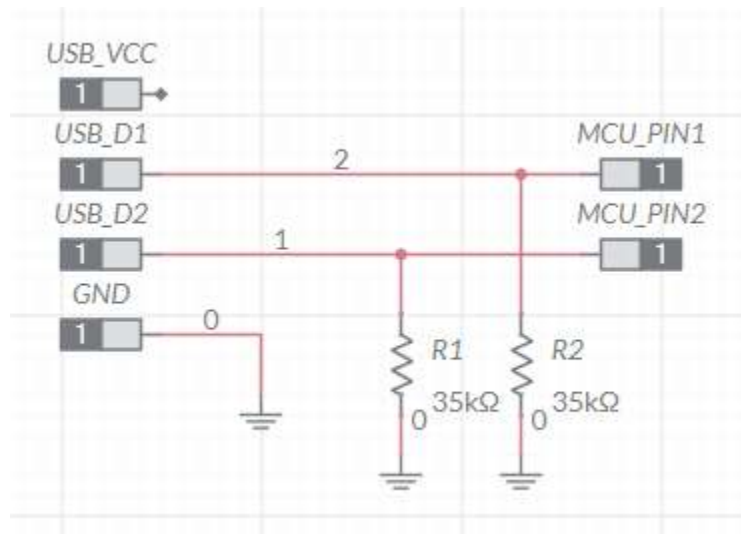 USB_VCC
1
USB_D1
1
2
MCU_PIN1
1
USB_D2
1
1
MCU_PIN2
1
GND
1
0
R1
35kΩ
0
R2
35kΩ
0